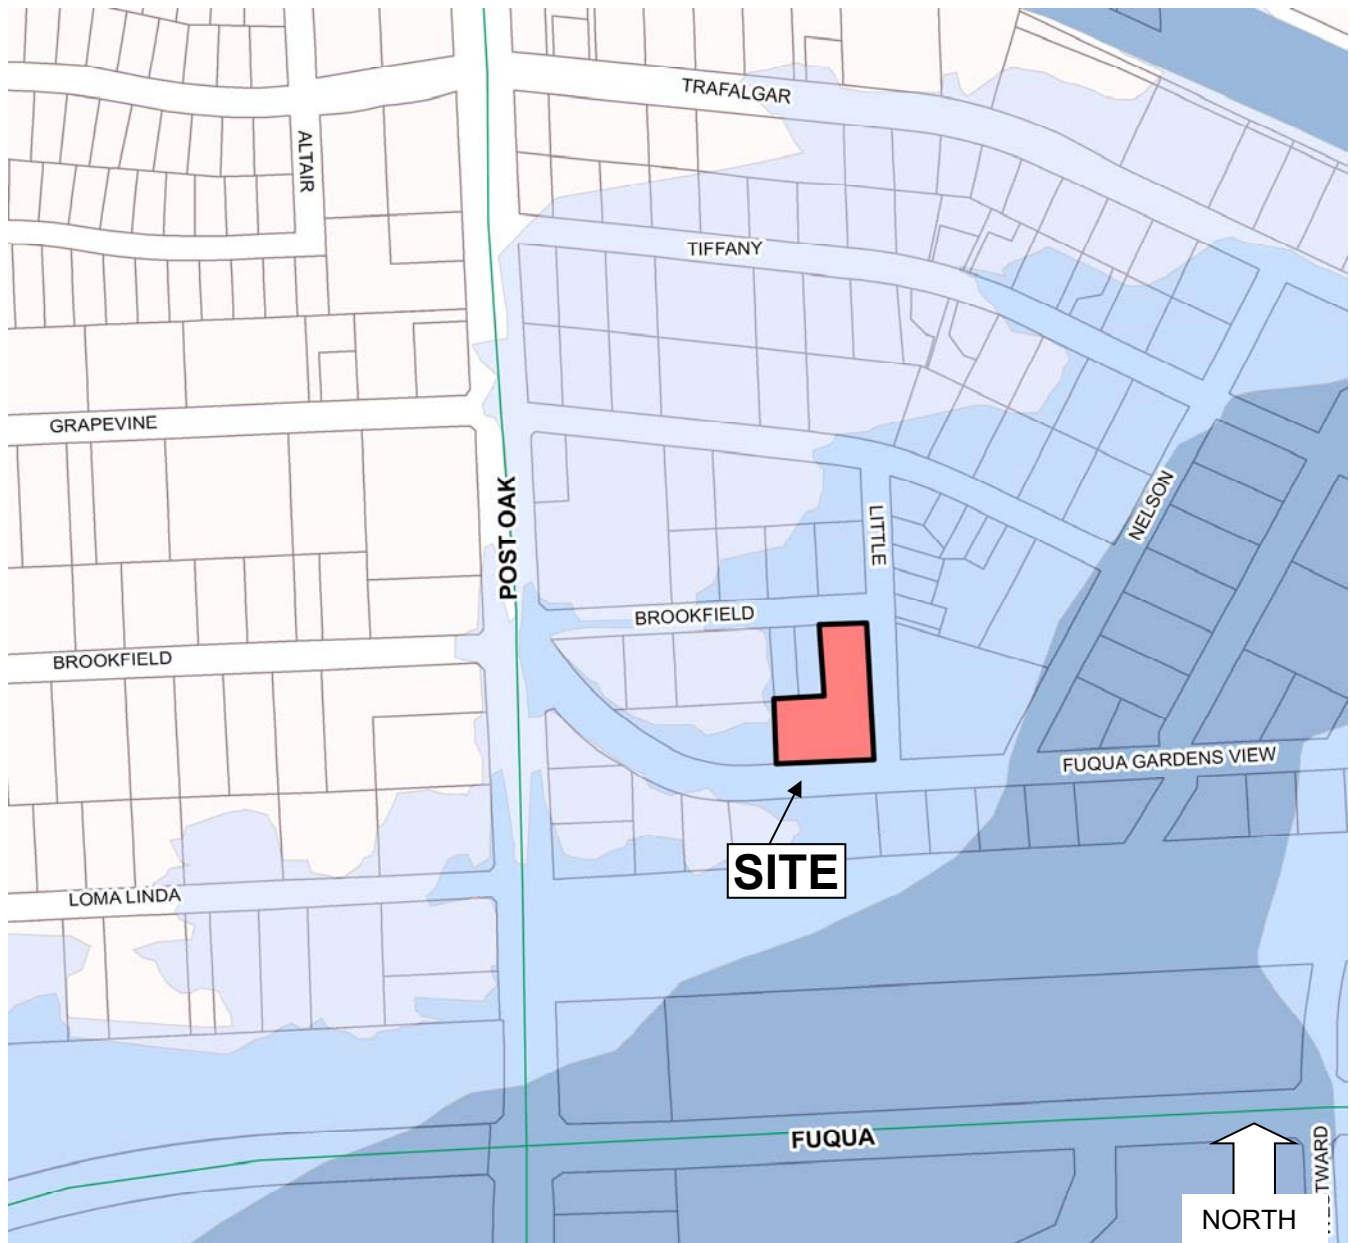 TRAFALGAR
ALTAIR
TIFFANY
GRAPEVINE
POST OAK
LITTLE
NELSON
BROOKFIELD
BROOKFIELD
FUQUA GARDENS VIEW
SITE
LOMA LINDA
FUQUA
NORTH